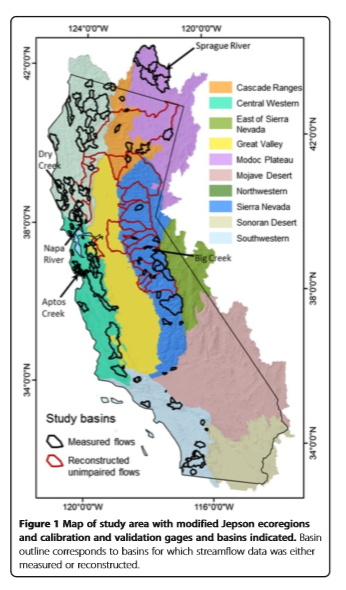 124°0'0"W
120°0'0"W
Sprague River
42°0'0"N
Cascade Ranges
Central Western
East of Sierra
Nevada
Great Valley
Modoc Plateau
Mojave Desert
Northwestern
Sierra Nevada
Sonoran Desert
Southwestern
42°0'0"N
Dry
Creek
38°0'0"N
Napa
River
Big Creek
Aptos
Creek
38°0'0"N
34°0'0"N
Study basins
Measured flows
Reconstructed
unimpaired flows
34°0'0"N
120°0'0"W
116°0'0"W
Figure 1 Map of study area with modified Jepson ecoregions
and calibration and validation gages and basins indicated. Basin
outline corresponds to basins for which streamflow data was either
measured or reconstructed.